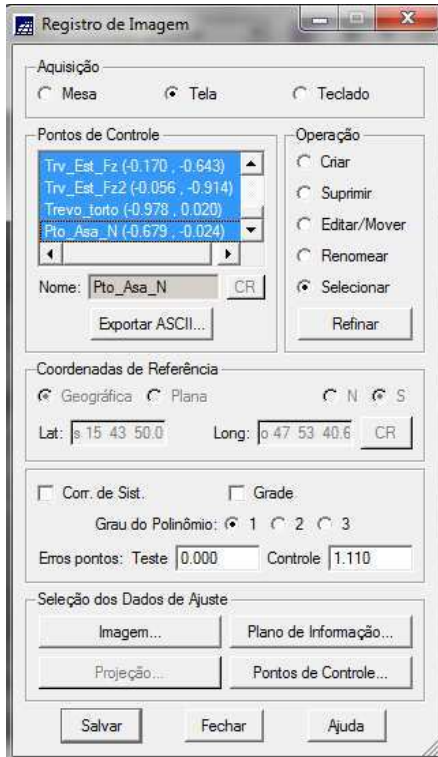 Registro de Imagem
Aquisição
Mesa Tela Teclado
Pontos de Controle Operação
Trv_Est_Fz (-0.170 , -0.643) Criar
Trv_Est_Fz2 (-0.056 , -0.914) Suprimir
Trevo_torto (-0.978 , 0.020) Editar/Mover
Pto_Asa_N (-0.679 , -0.024) Renomear
Nome: Pto_Asa_N CR Selecionar
Exportar ASCII... Refinar
Coordenadas de Referência
Geográfica Plana N S
Lat: s 15 43 50.0 Long: o 47 53 40.6 CR
Corr. de Sist. Grade
Grau do Polinômio: 1 2 3
Erros pontos: Teste 0.000 Controle 1.110
Seleção dos Dados de Ajuste
Imagem... Plano de Informação...
Projeção... Pontos de Controle...
Salvar Fechar Ajuda